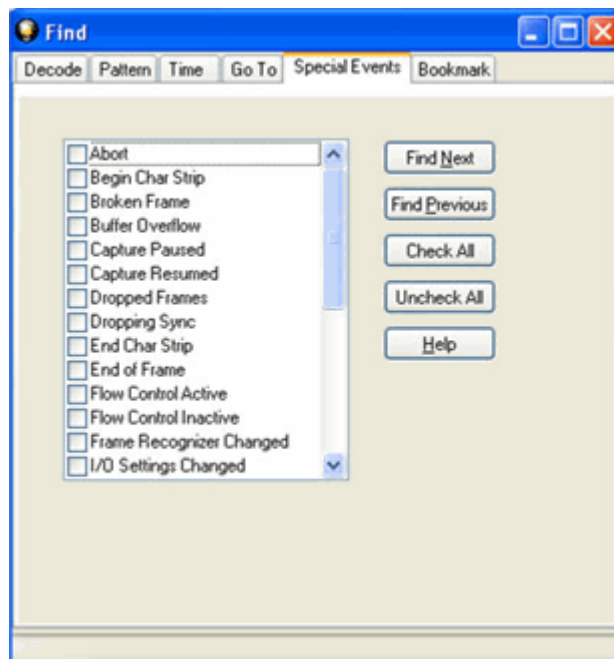 Find
Decode Pattern Time Go To Special Events Bookmark
Abort
Begin Char Strip
Broken Frame
Buffer Overflow
Capture Paused
Capture Resumed
Dropped Frames
Dropping Sync
End Char Strip
End of Frame
Flow Control Active
Flow Control Inactive
Frame Recognizer Changed
I/O Settings Changed
Find Next
Find Previous
Check All
Uncheck All
Help